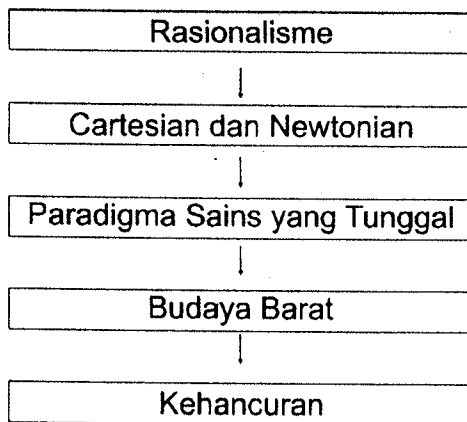 Rasionalisme
Cartesian dan Newtonian
Paradigma Sains yang Tunggal
Budaya Barat
Kehancuran